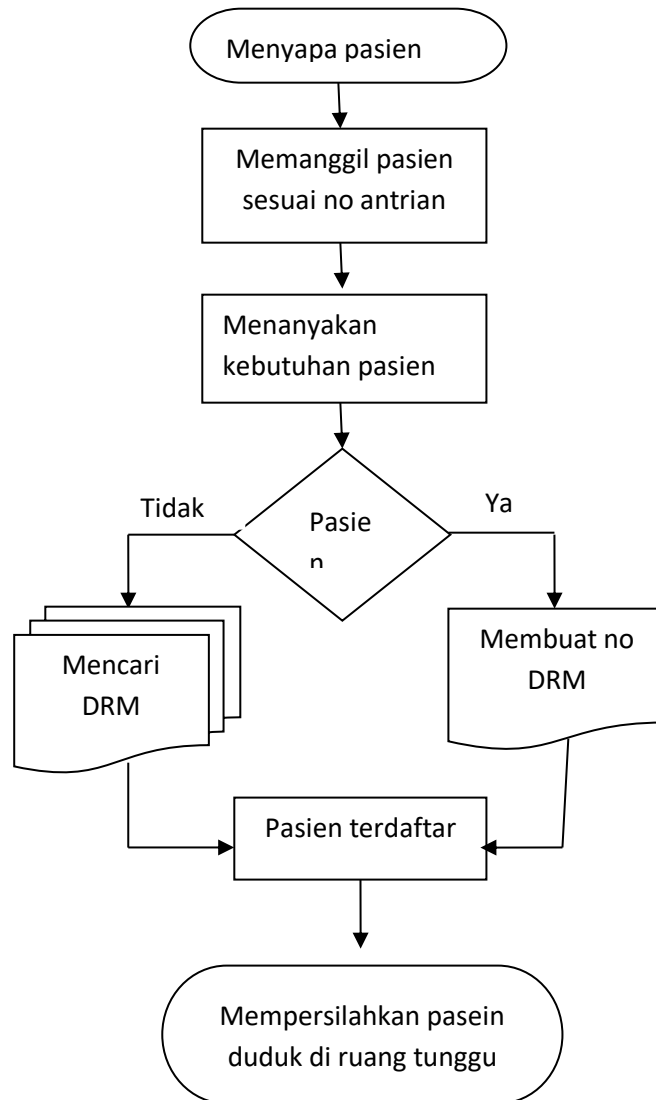 Menyapa pasien
Memanggil pasien
sesuai no antrian
Menanyakan
kebutuhan pasien
Tidak
Ya
Pasie
n
Mencari
DRM
Membuat no
DRM
Pasien terdaftar
Mempersilahkan pasein
duduk di ruang tunggu